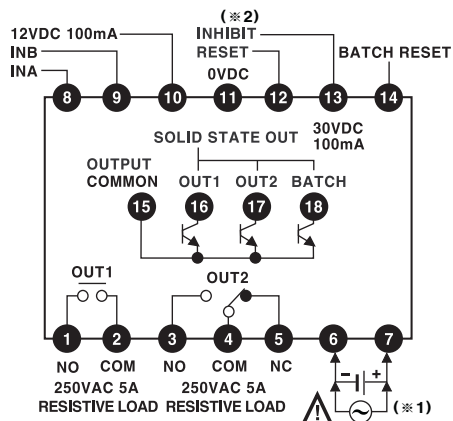 (※2)
12VDC 100mA INHIBIT
INB RESET BATCH RESET
INA 0VDC
8 9 10 11 12 13 14
SOLID STATE OUT 30VDC
100mA
OUTPUT
COMMON OUT1 OUT2 BATCH
15 16 17 18
OUT1 OUT2
1 2 3 4 5 6 7
NO COM NO COM NC - +
250VAC 5A 250VAC 5A (※1)
RESISTIVE LOAD RESISTIVE LOAD